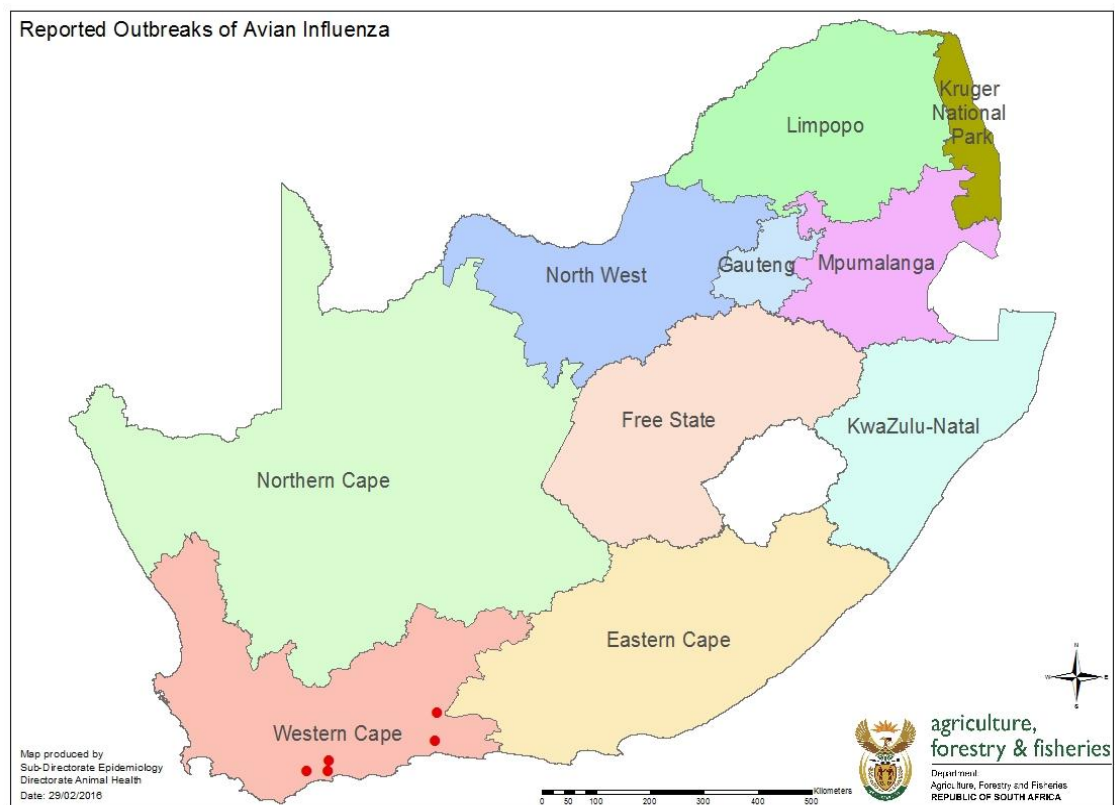 Reported Outbreaks of Avian Influenza
Kruger
National
Park
Limpopo
North West
Gauteng
Mpumalanga
Free State
KwaZulu-Natal
Northern Cape
Eastern Cape
Western Cape
N
W
E
S
Map produced by
Sub-Directorate Epidemiology
Directorate Animal Health
Date: 29/02/2016
0 50 100 200 300 400 500
Kilometers
agriculture,
forestry & fisheries
Department:
Agriculture, Forestry and Fisheries
REPUBLIC OF SOUTH AFRICA